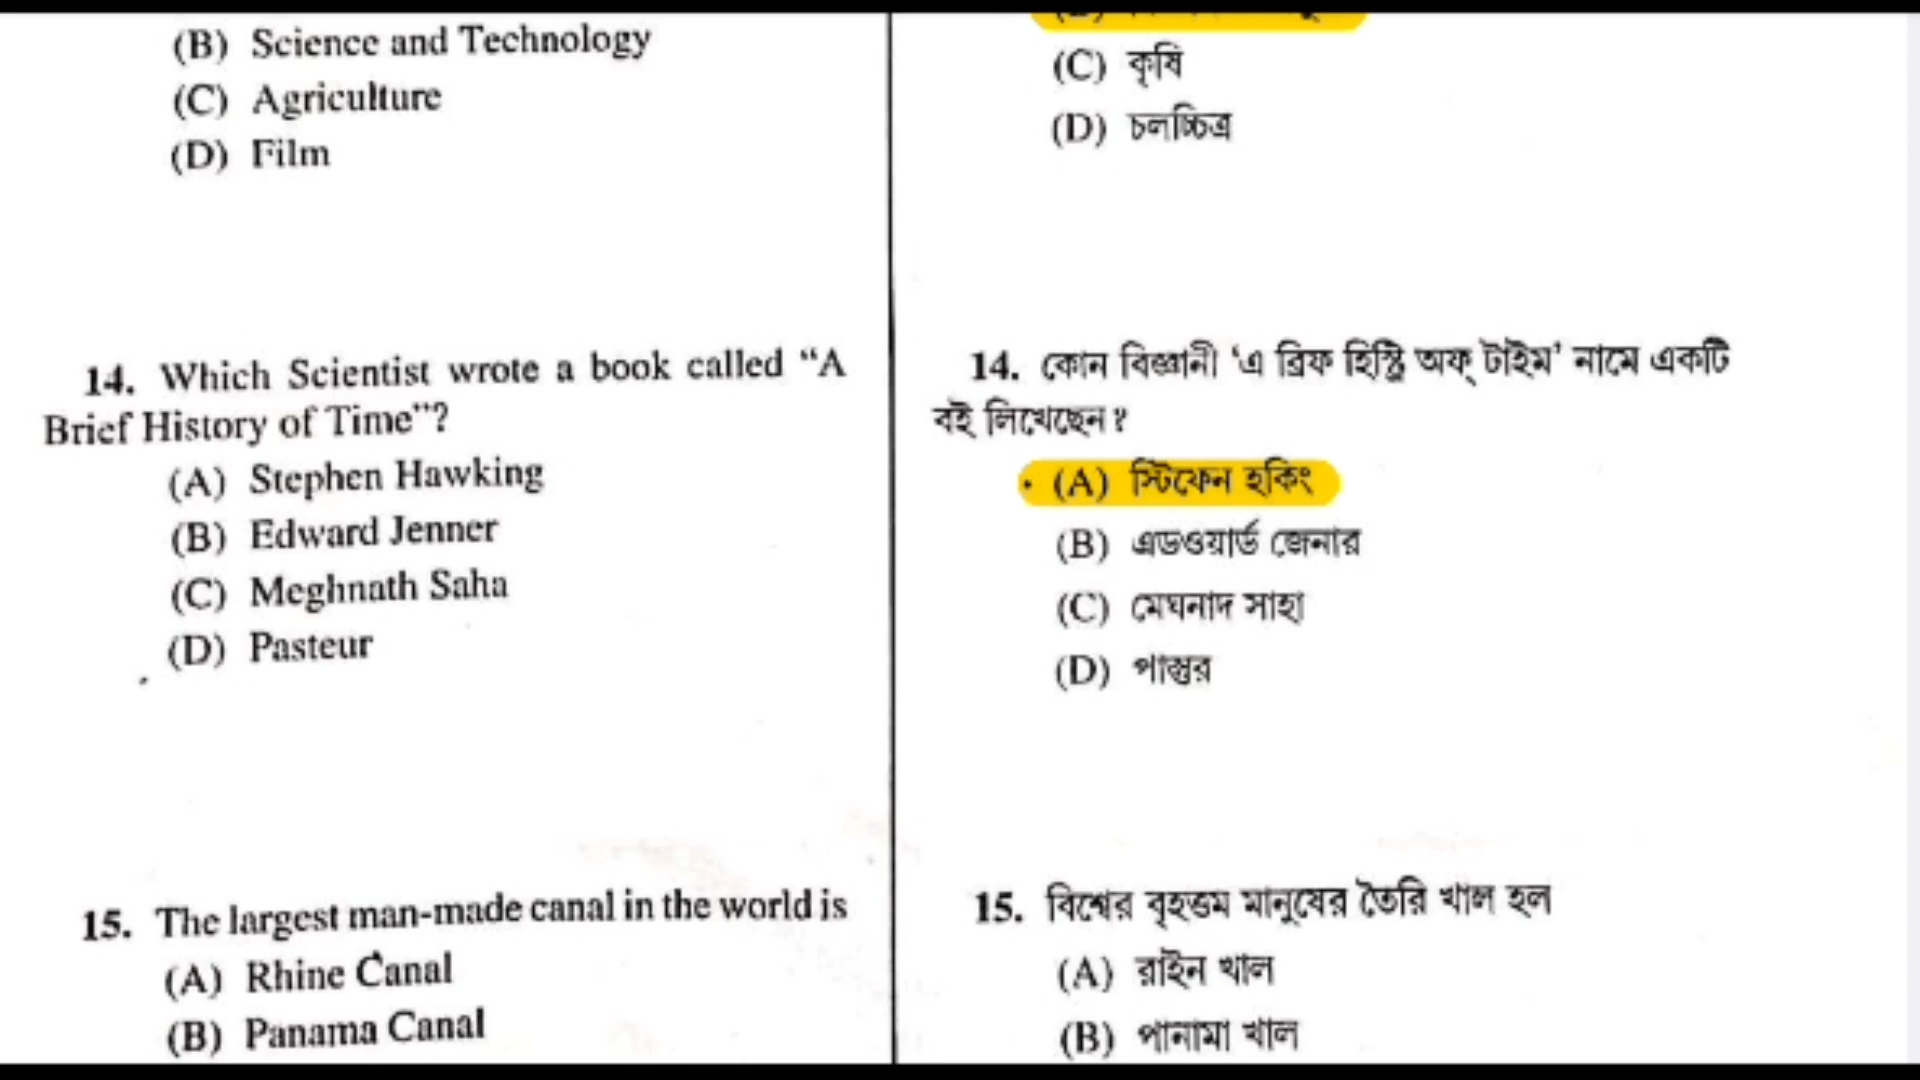 (B) Science and Technology
(C) Agriculture
(D) Film
14. Which Scientist wrote a book called “A
Brief History of Time”?
(A) Stephen Hawking
(B) Edward Jenner
(C) Meghnath Saha
(D) Pasteur
15. The largest man-made canal in the world is
(A) Rhine Canal
(B) Panama Canal
(C) কৃষি
(D) চলচ্চিত্র
14. কোন বিজ্ঞানী ‘এ ব্রিফ হিস্ট্রি অফ্ টাইম’ নামে একটি
বই লিখেছেন ?
(A) স্টিফেন হকিং
(B) এডওয়ার্ড জেনার
(C) মেঘনাদ সাহা
(D) পাস্তুর
15. বিশ্বের বৃহত্তম মানুষের তৈরি খাল হল
(A) রাইন খাল
(B) পানামা খাল